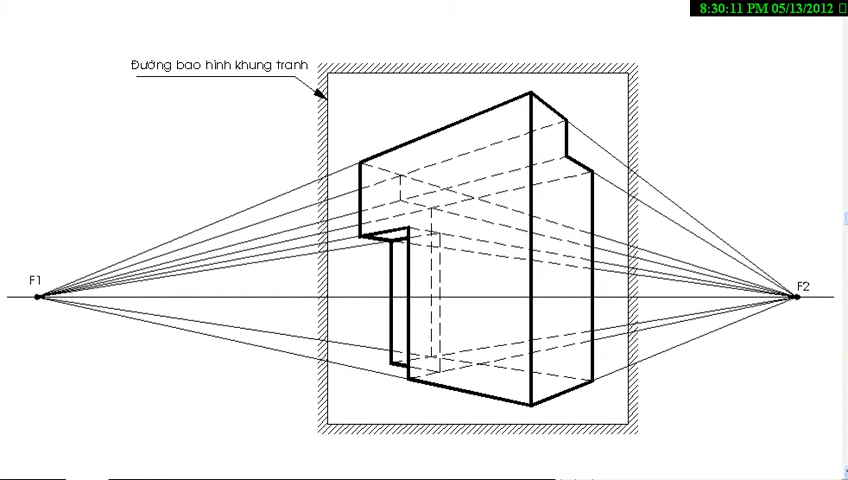 8:30:11 PM 05/13/2012
Đường bao hình khung tranh
F1
F2